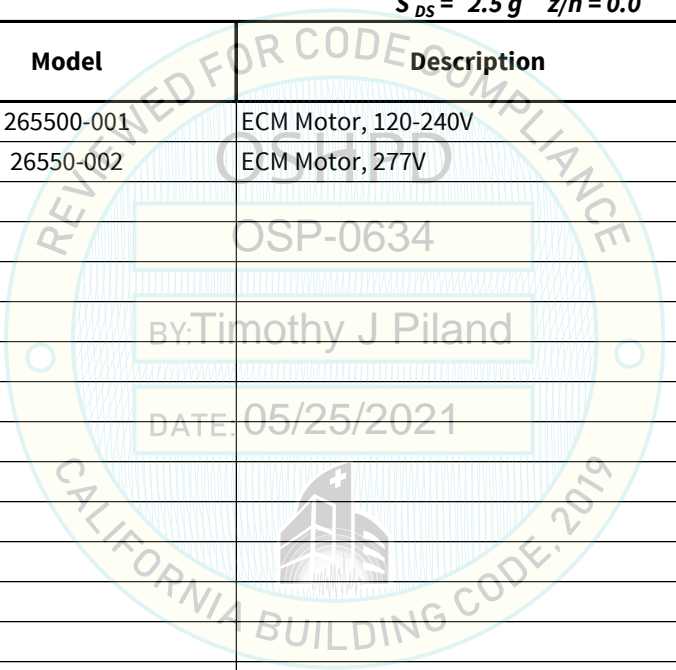 S DS = 2.5 g z/h = 0.0
Model Description
265500-001 ECM Motor, 120-240V
26550-002 ECM Motor, 277V
REVIEWED FOR CODE COMPLIANCE
OSHPD
OSP-0634
BY:Timothy J Piland
DATE: 05/25/2021
CALIFORNIA BUILDING CODE, 2019